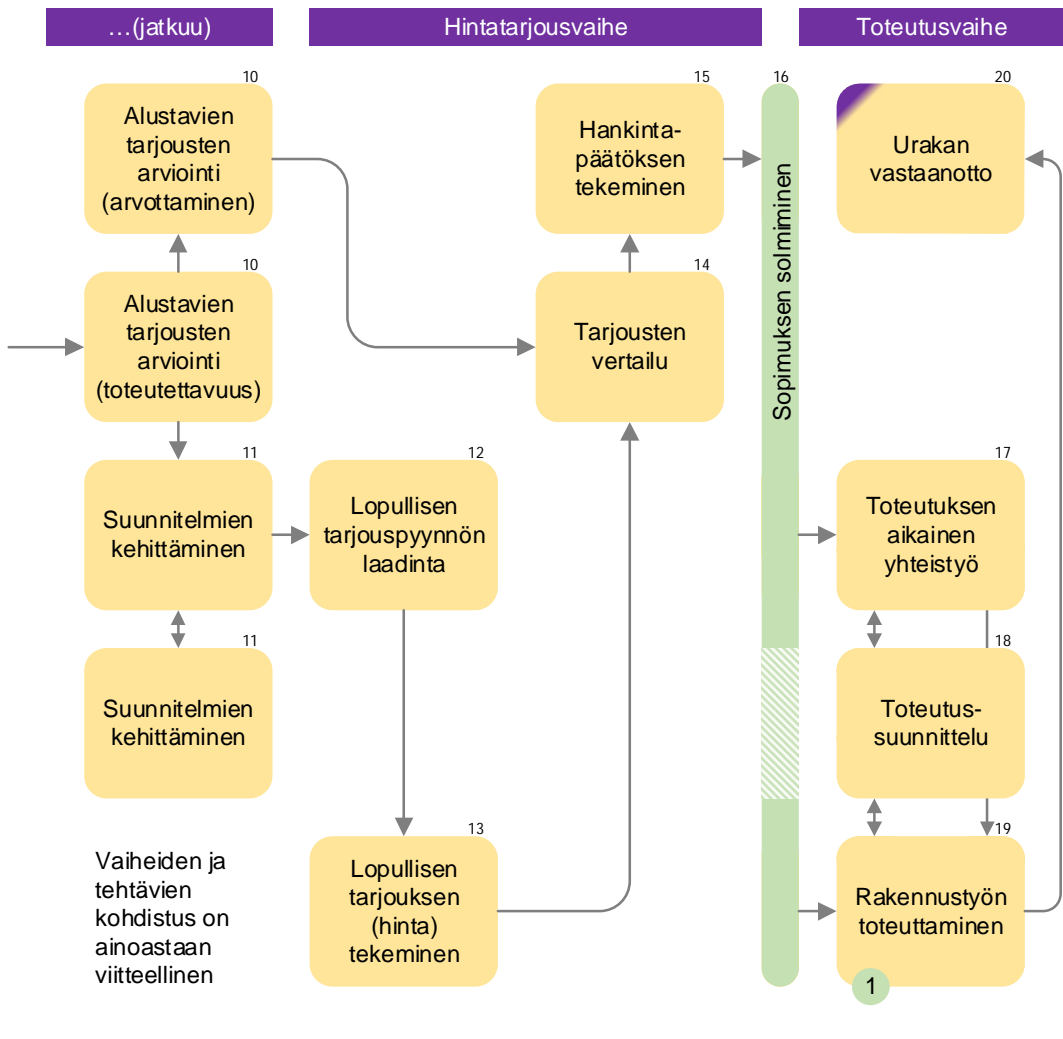 …(jatkuu)
Hintatarjousvaihe
Toteutusvaihe
10
Alustavien
tarjousten
arviointi
(arvottaminen)
15
Hankinta-
päätöksen
tekeminen
16
Sopimuksen solmiminen
20
Urakan
vastaanotto
10
Alustavien
tarjousten
arviointi
(toteutettavuus)
14
Tarjousten
vertailu
11
Suunnitelmien
kehittäminen
12
Lopullisen
tarjouspyynnön
laadinta
17
Toteutuksen
aikainen
yhteistyö
11
Suunnitelmien
kehittäminen
18
Toteutus-
suunnittelu
Vaiheiden ja
tehtävien
kohdistus on
ainoastaan
viitteellinen
13
Lopullisen
tarjouksen
(hinta)
tekeminen
19
Rakennustyön
toteuttaminen
1